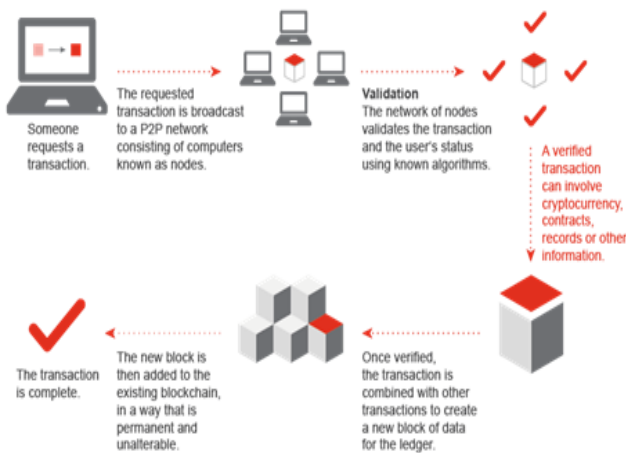 Someone
requests a
transaction.
The requested
transaction is broadcast
to a P2P network
consisting of computers
known as nodes.
Validation
The network of nodes
validates the transaction
and the user's status
using known algorithms.
A verified
transaction
can involve
cryptocurrency,
contracts,
records or other
information.
Once verified,
the transaction is
combined with other
transactions to create
a new block of data
for the ledger.
The new block is
then added to the
existing blockchain,
in a way that is
permanent and
unalterable.
The transaction
is complete.